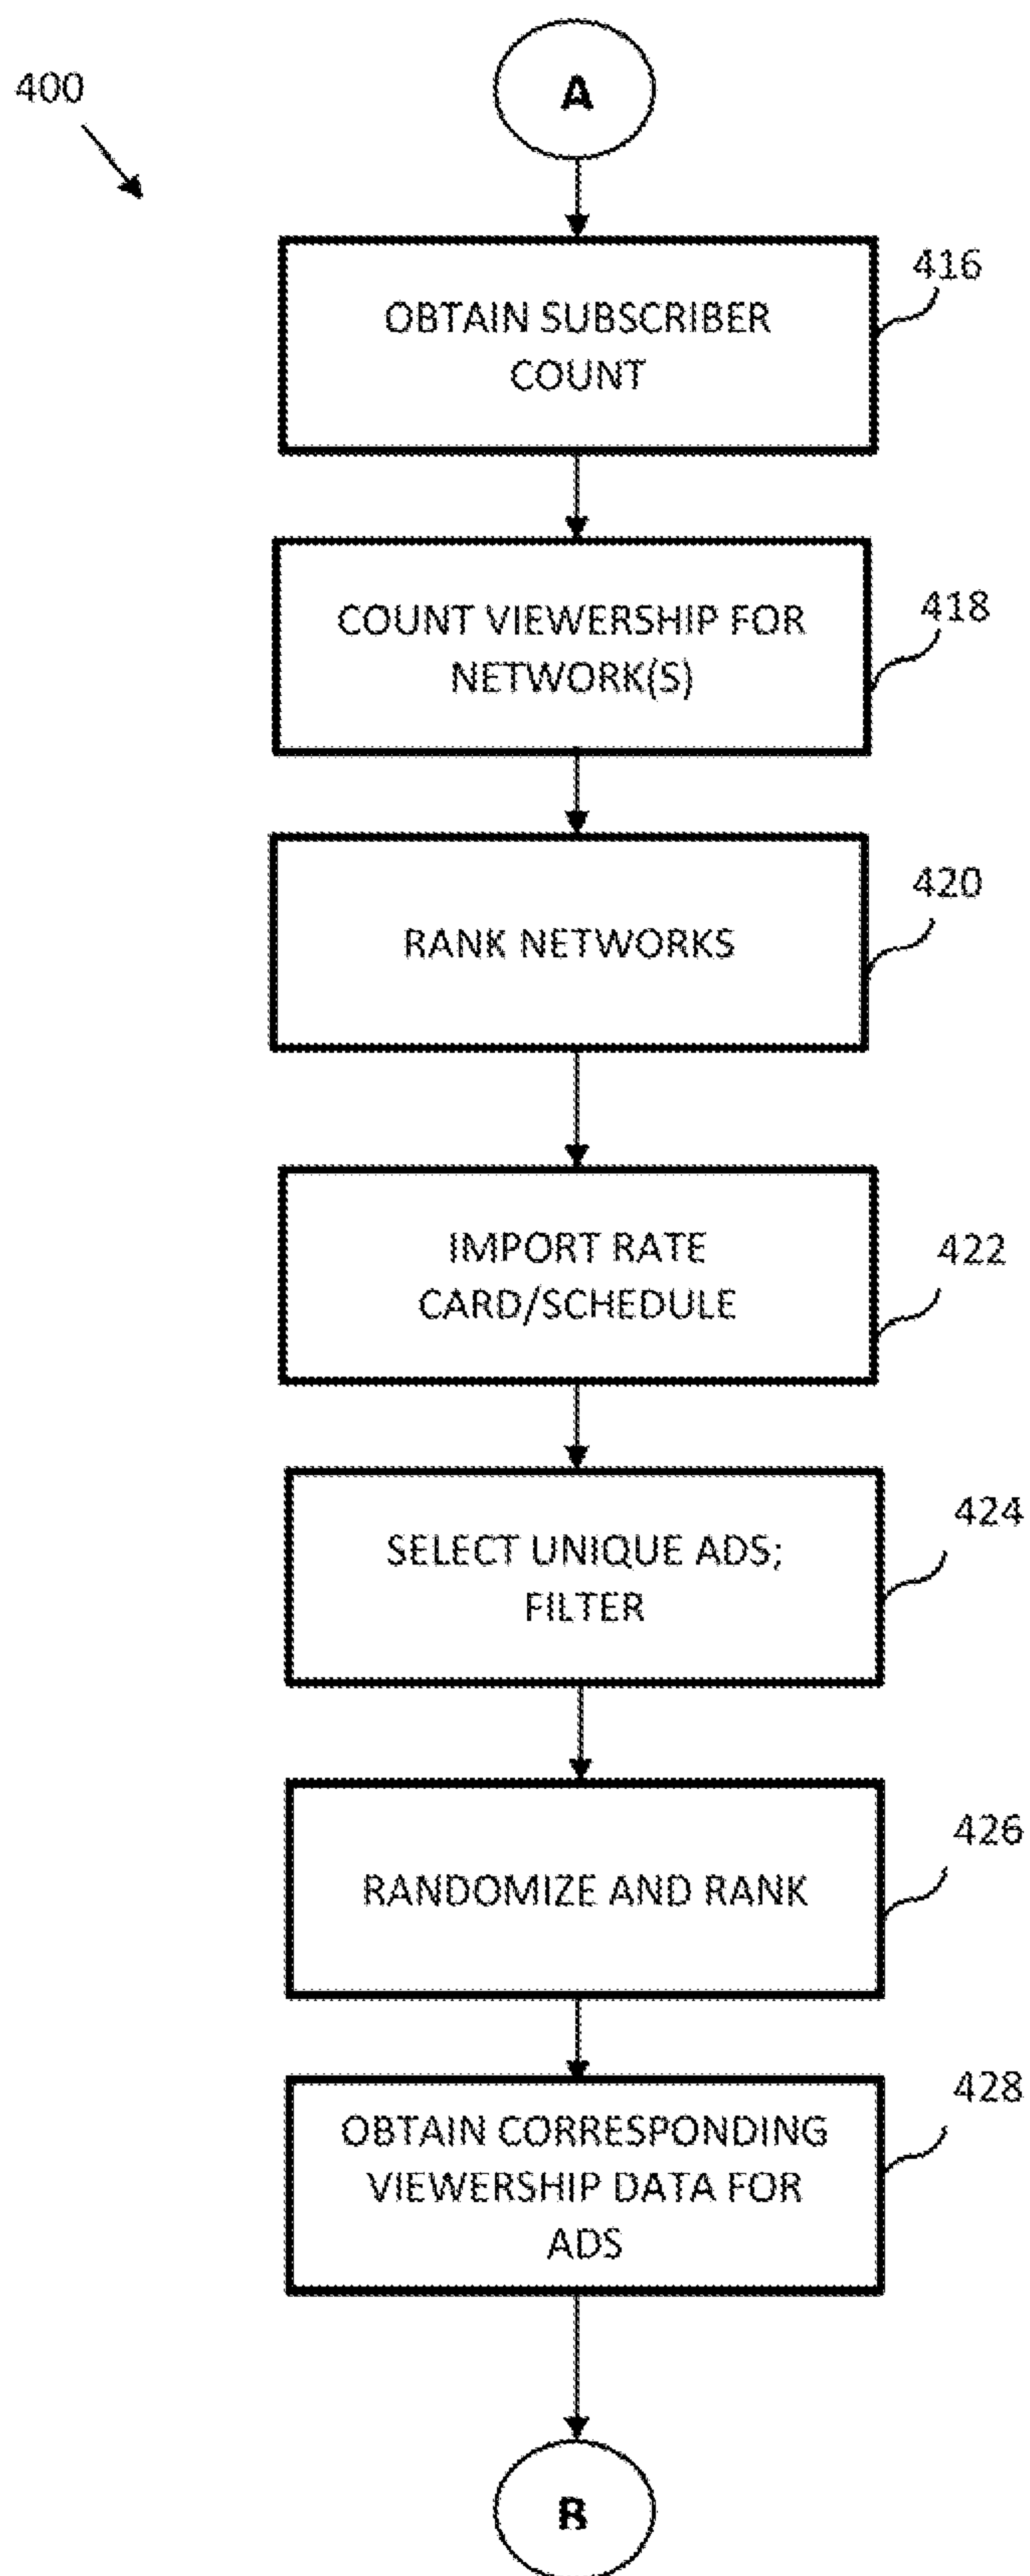 400
A
OBTAIN SUBSCRIBER
COUNT
416
COUNT VIEWERSHIP FOR
NETWORK(S)
418
RANK NETWORKS
420
IMPORT RATE
CARD/SCHEDULE
422
SELECT UNIQUE ADS;
FILTER
424
RANDOMIZE AND RANK
426
OBTAIN CORRESPONDING
VIEWERSHIP DATA FOR
ADS
428
B